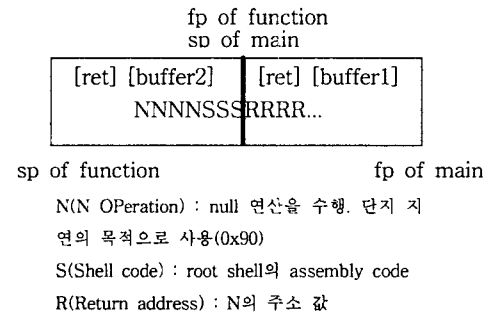 fp of function
sp of main
[ret] [buffer2] [ret] [buffer1]
NNNNSSSRRRR...
sp of function fp of main
N(N OPeration) : null 연산을 수행. 단지 지
연의 목적으로 사용(0x90)
S(Shell code) : root shell의 assembly code
R(Return address) : N의 주소 값